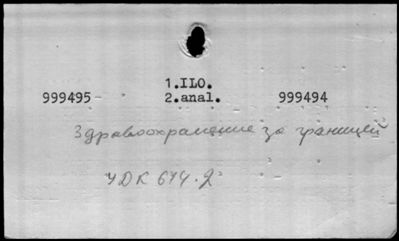 1.ILO.
999495 2.anal. 999494
Здравоохранение за границей
УДК 614.2